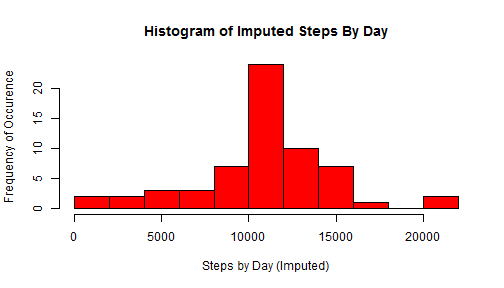 Histogram of Imputed Steps By Day
Frequency of Occurence
20
15
10
5
0
0 5000 10000 15000 20000
Steps by Day (Imputed)